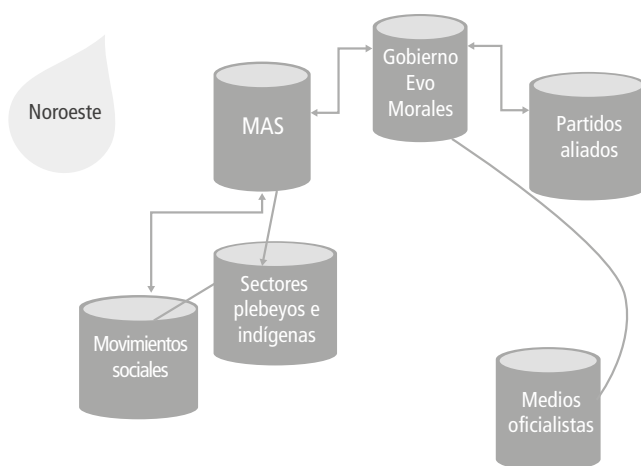 Noroeste
MAS
Gobierno
Evo
Morales
Partidos
aliados
Sectores
plebeyos e
indígenas
Movimientos
sociales
Medios
oficialistas